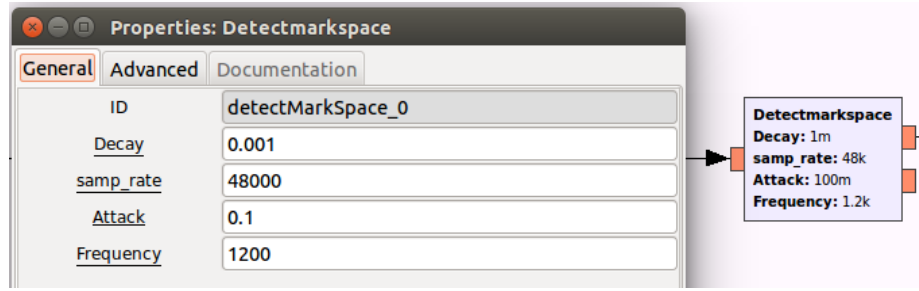 Properties: Detectmarkspace
General Advanced Documentation
ID detectMarkSpace_0
Decay 0.001
samp_rate 48000
Attack 0.1
Frequency 1200
Detectmarkspace
Decay: 1m
samp_rate: 48k
Attack: 100m
Frequency: 1.2k